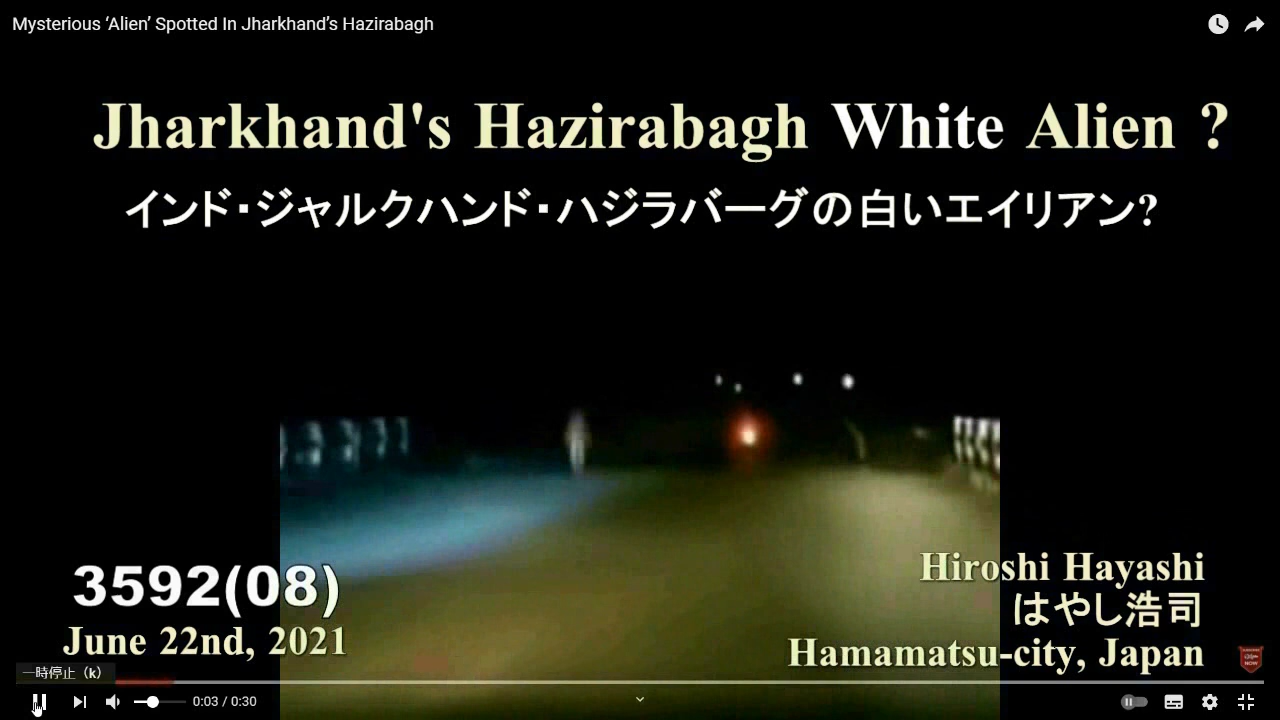 Mysterious ‘Alien’ Spotted In Jharkhand’s Hazirabagh
Jharkhand's Hazirabagh White Alien ?
インド・ジャルクハンド・ハジラバーグの白いエイリアン?
3592(08)
June 22nd, 2021
Hiroshi Hayashi
はやし浩司
Hamamatsu-city, Japan
一時停止（k）
0:03 / 0:30